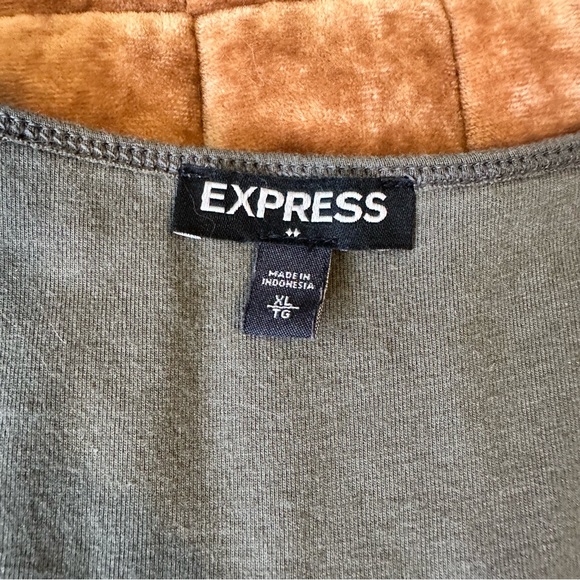 EXPRESS
MADE IN
INDONESIA
XL
TG